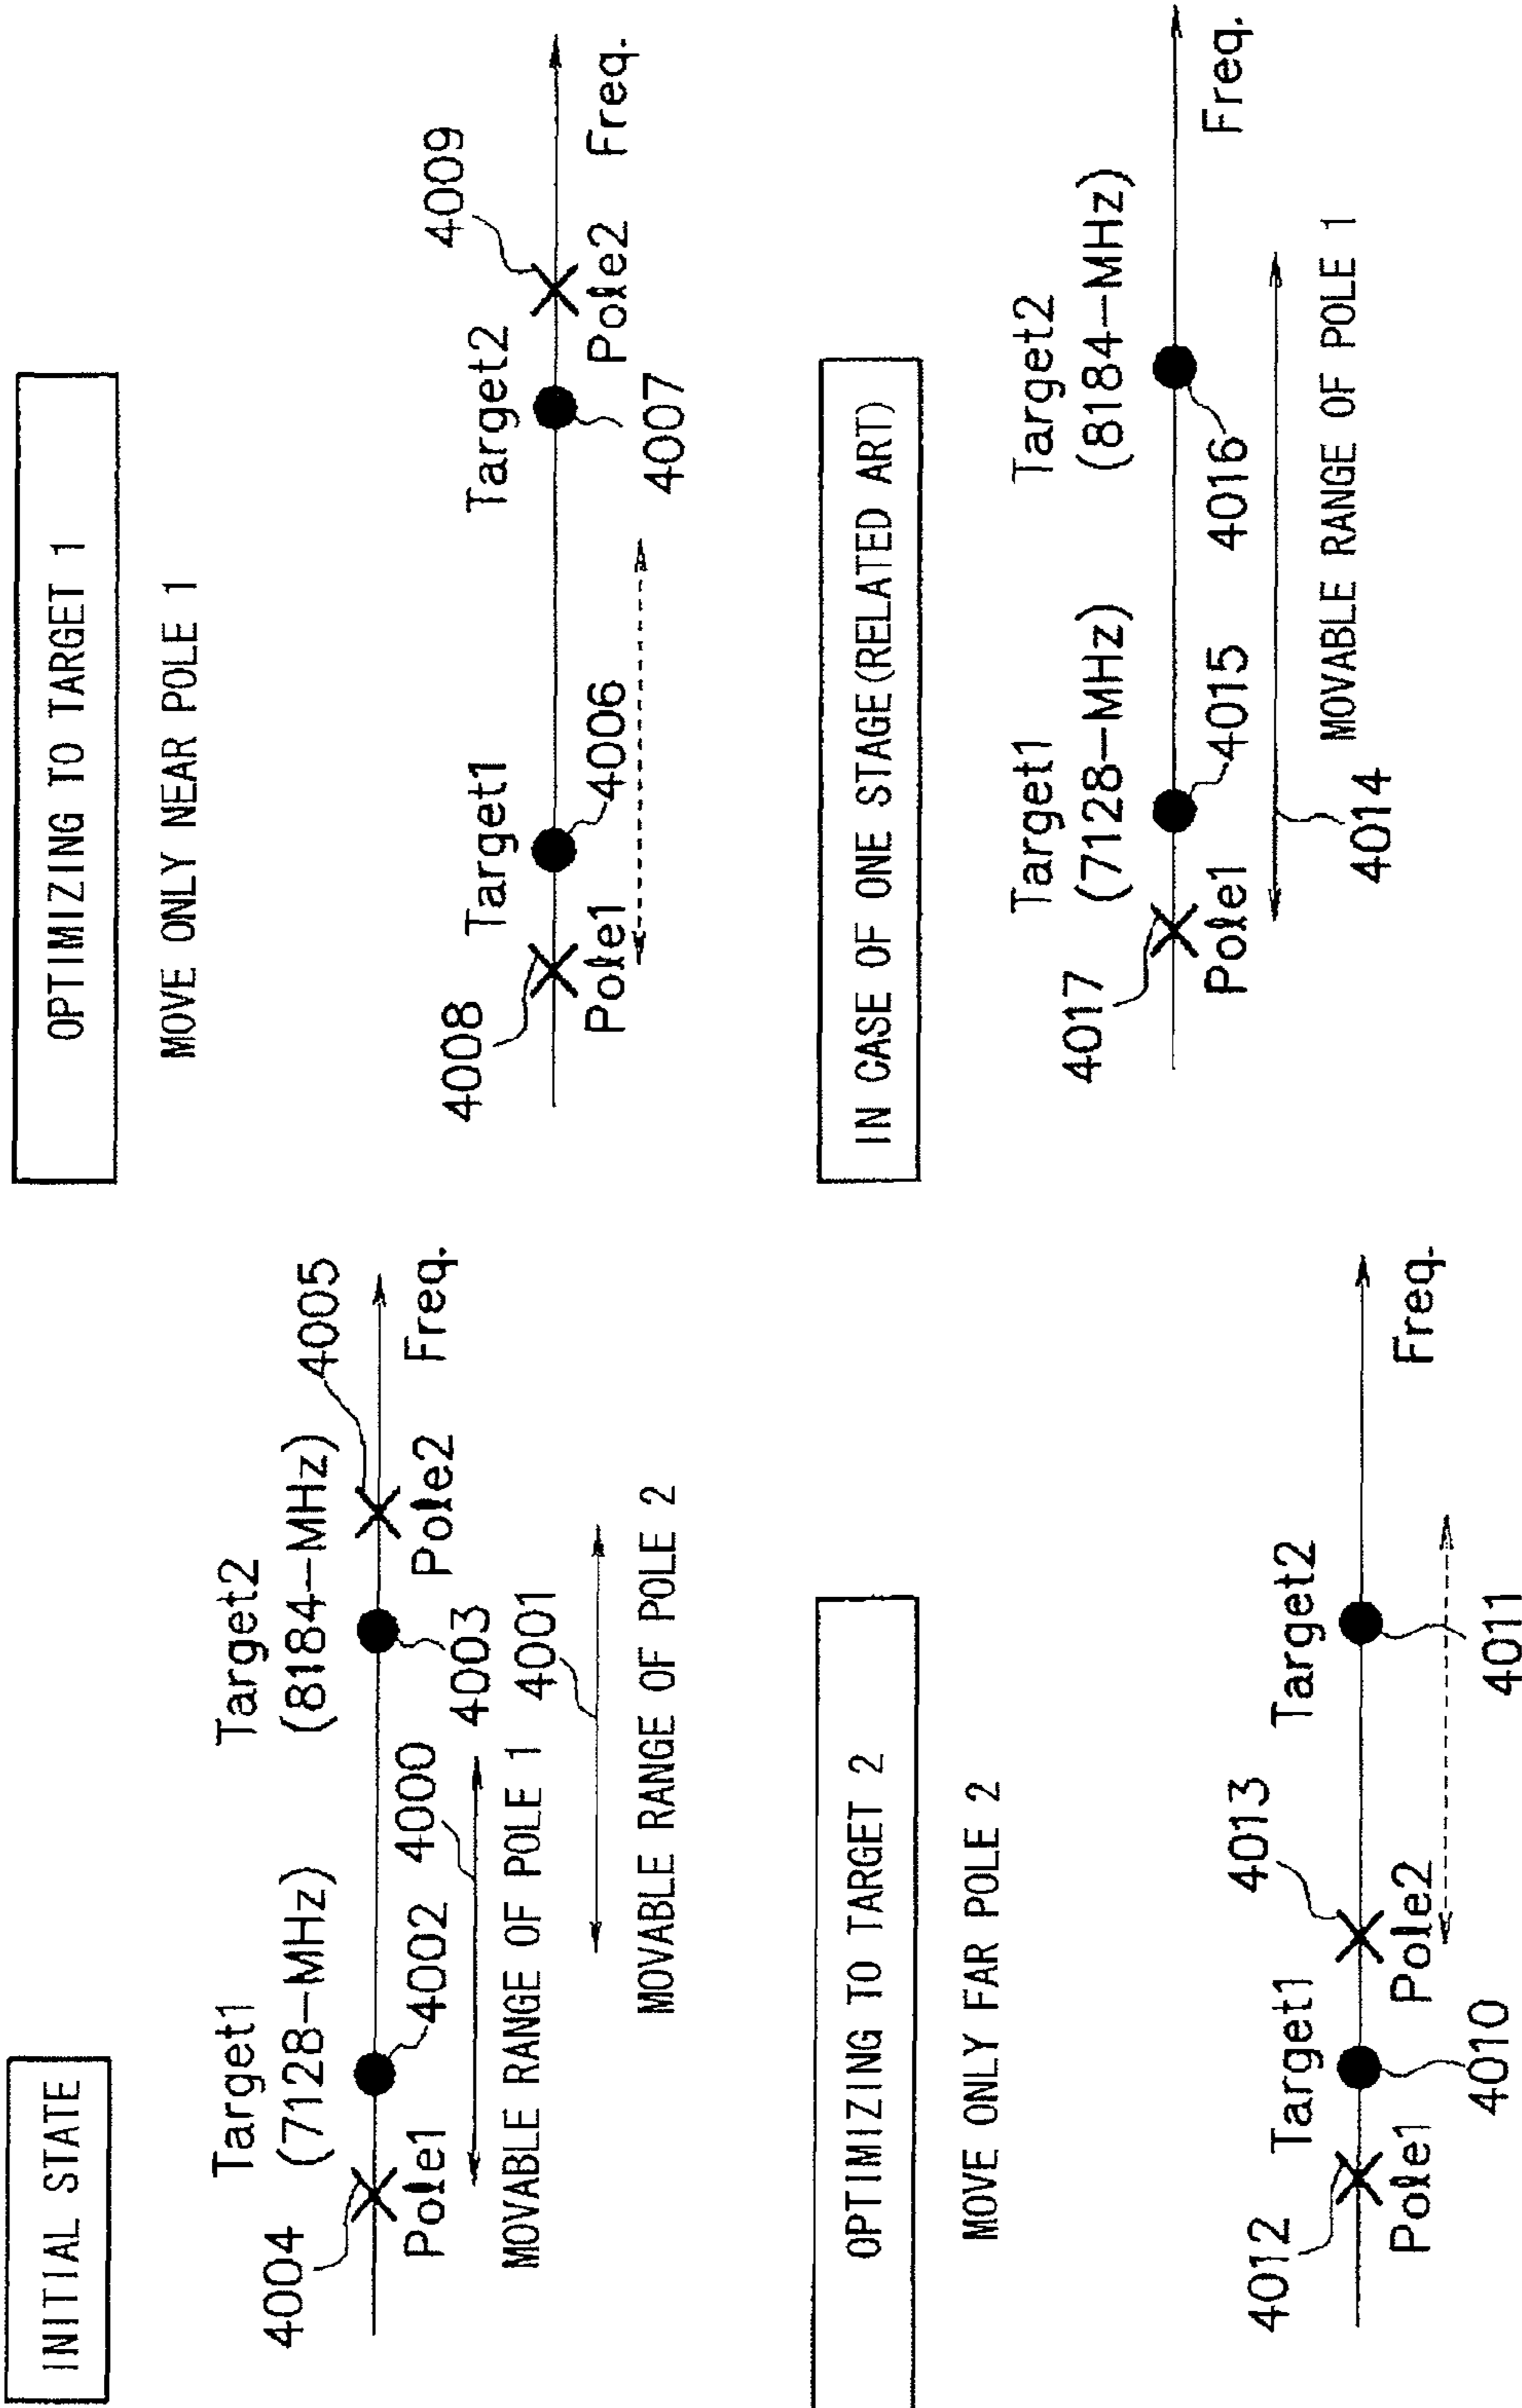 INITIAL STATE
Target1
(7128-MHz)
Target2
(8184-MHz)
4004
4005
Pole1
4002
4003
Pole2
Freq.
4000
4001
MOVABLE RANGE OF POLE 1
MOVABLE RANGE OF POLE 2
OPTIMIZING TO TARGET 1
MOVE ONLY NEAR POLE 1
4008
Target1
Target2
4009
Pole1
4006
4007
Pole2
Freq.
OPTIMIZING TO TARGET 2
MOVE ONLY FAR POLE 2
4012
Target1
4013
Target2
Pole1
4010
Pole2
4011
Freq.
IN CASE OF ONE STAGE(RELATED ART)
Target1
(7128-MHz)
Target2
(8184-MHz)
4017
Pole1
4015
4016
Freq.
4014
MOVABLE RANGE OF POLE 1